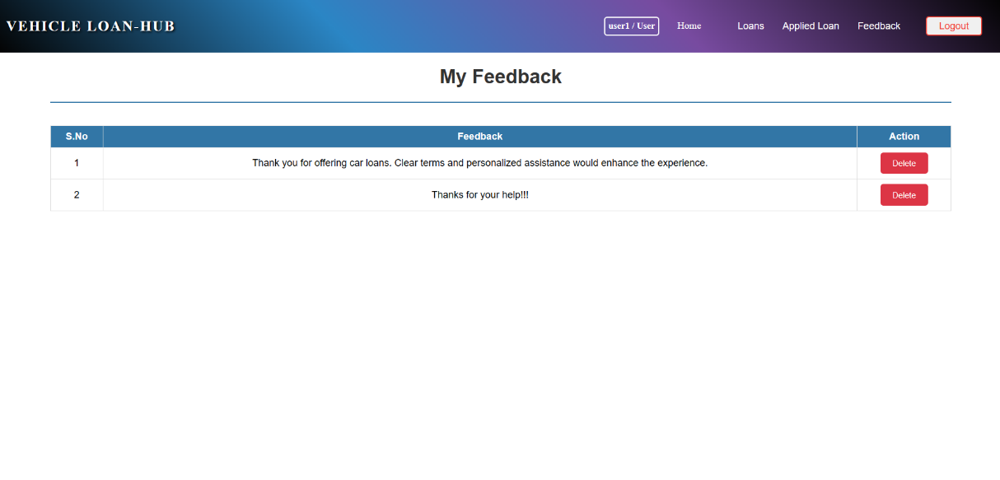 VEHICLE LOAN-HUB
user1 / User Home Loans Applied Loan Feedback Logout
My Feedback
S.No Feedback Action
1 Thank you for offering car loans. Clear terms and personalized assistance would enhance the experience. Delete
2 Thanks for your help!!! Delete